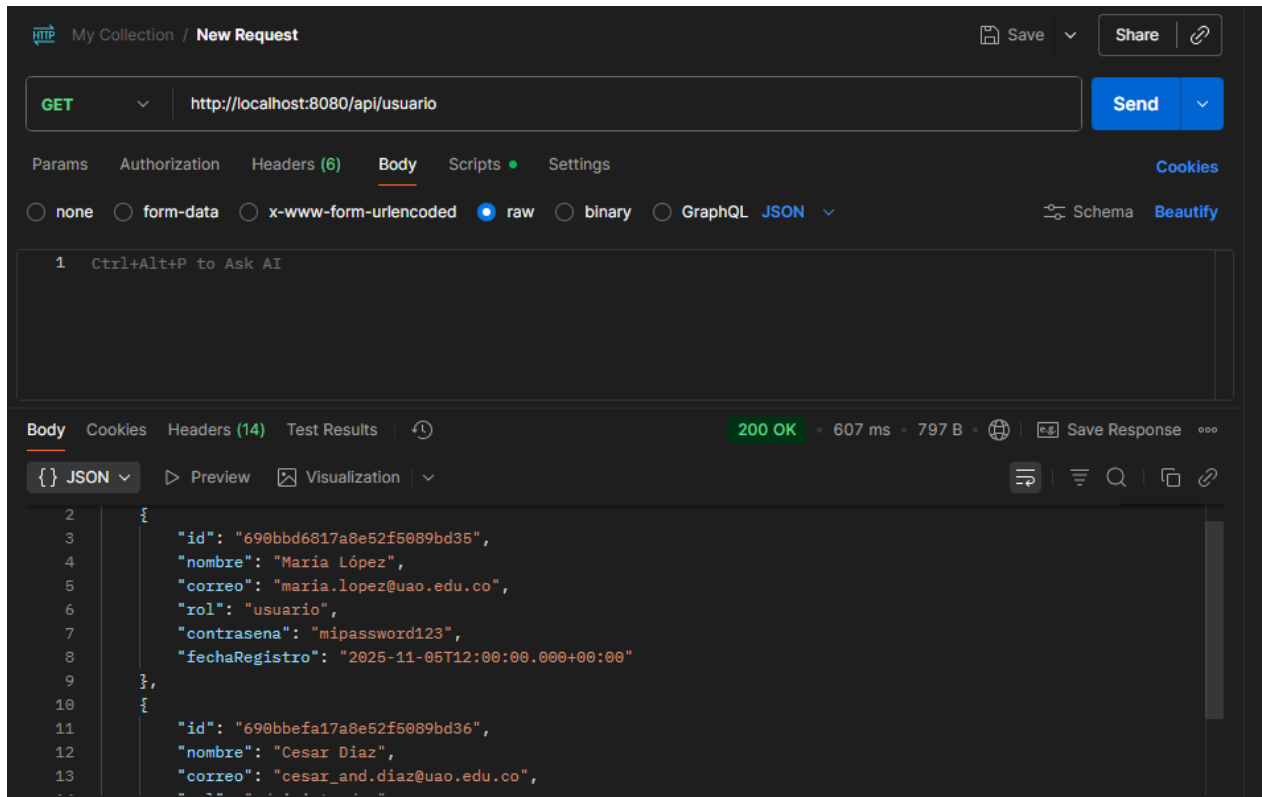 HTTP My Collection / New Request Save Share
GET http://localhost:8080/api/usuario Send
Params Authorization Headers (6) Body Scripts Settings Cookies
none form-data x-www-form-urlencoded raw binary GraphQL JSON Schema Beautify
1 Ctrl+Alt+P to Ask AI
Body Cookies Headers (14) Test Results 200 OK • 607 ms • 797 B • e.g. Save Response
{} JSON Preview Visualization
2 {
3 "id": "690bbd6817a8e52f5089bd35",
4 "nombre": "María López",
5 "correo": "maria.lopez@uao.edu.co",
6 "rol": "usuario",
7 "contrasena": "mipassword123",
8 "fechaRegistro": "2025-11-05T12:00:00.000+00:00"
9 },
10 {
11 "id": "690bbefa17a8e52f5089bd36",
12 "nombre": "Cesar Diaz",
13 "correo": "cesar_and.diaz@uao.edu.co",